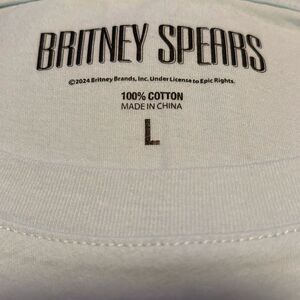 BRITNEY SPEARS
©2024 Britney Brands, Inc. Under License to Epic Rights.
100% COTTON
MADE IN CHINA
L